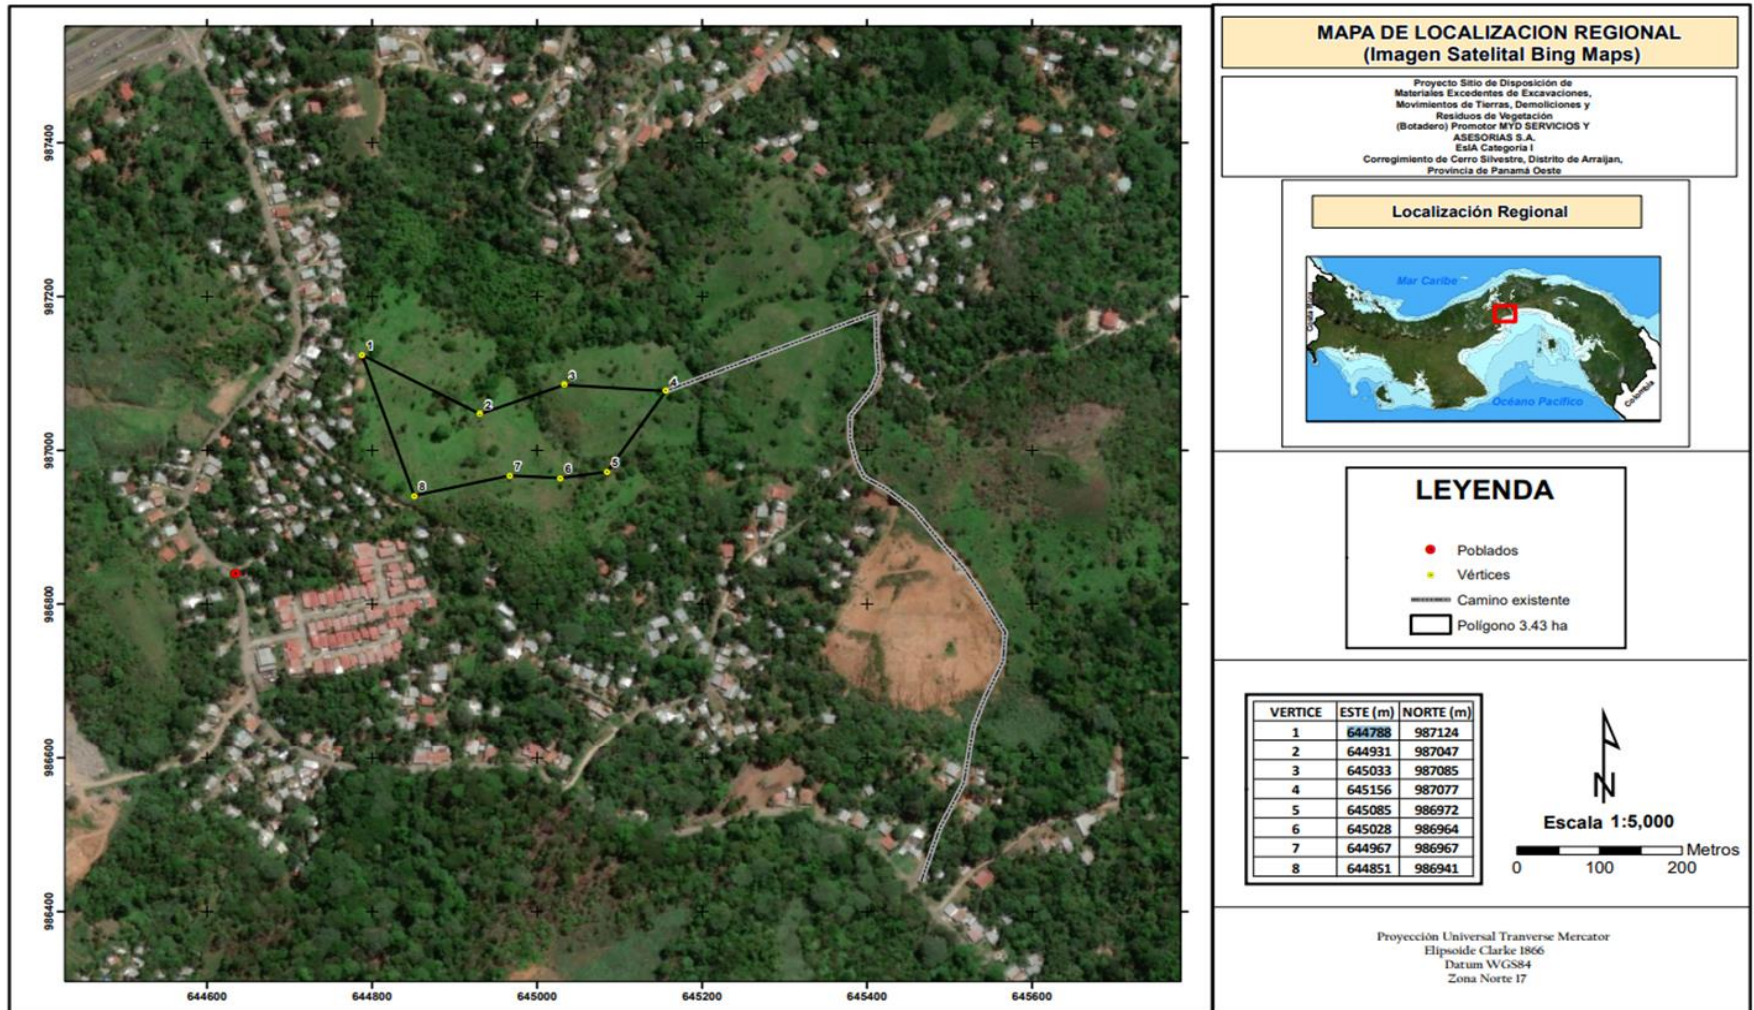 MAPA DE LOCALIZACION REGIONAL
(Imagen Satelital Bing Maps)
Proyecto Sitio de Disposición de
Materiales Excedentes de Excavaciones,
Movimientos de Tierras, Demoliciones y
Residuos de Vegetación
(Botadero) Promotor MYD SERVICIOS Y
ASESORIAS S.A.
EsIA Categoria I
Corregimiento de Cerro Silvestre, Distrito de Arraijan,
Provincia de Panamá Oeste
Localización Regional
Mar Caribe
Costa Rica
Colombia
Océano Pacífico
LEYENDA
Poblados
Vértices
Camino existente
Polígono 3.43 ha
VERTICE ESTE (m) NORTE (m)
1 644788 987124
2 644931 987047
3 645033 987085
4 645156 987077
5 645085 986972
6 645028 986964
7 644967 986967
8 644851 986941
N
Escala 1:5,000
Metros
0 100 200
Proyección Universal Tranverse Mercator
Elipsoide Clarke 1866
Datum WGS84
Zona Norte 17
987400
987200
987000
986800
986600
986400
644600 644800 645000 645200 645400 645600
1
2
3
4
5
6
7
8